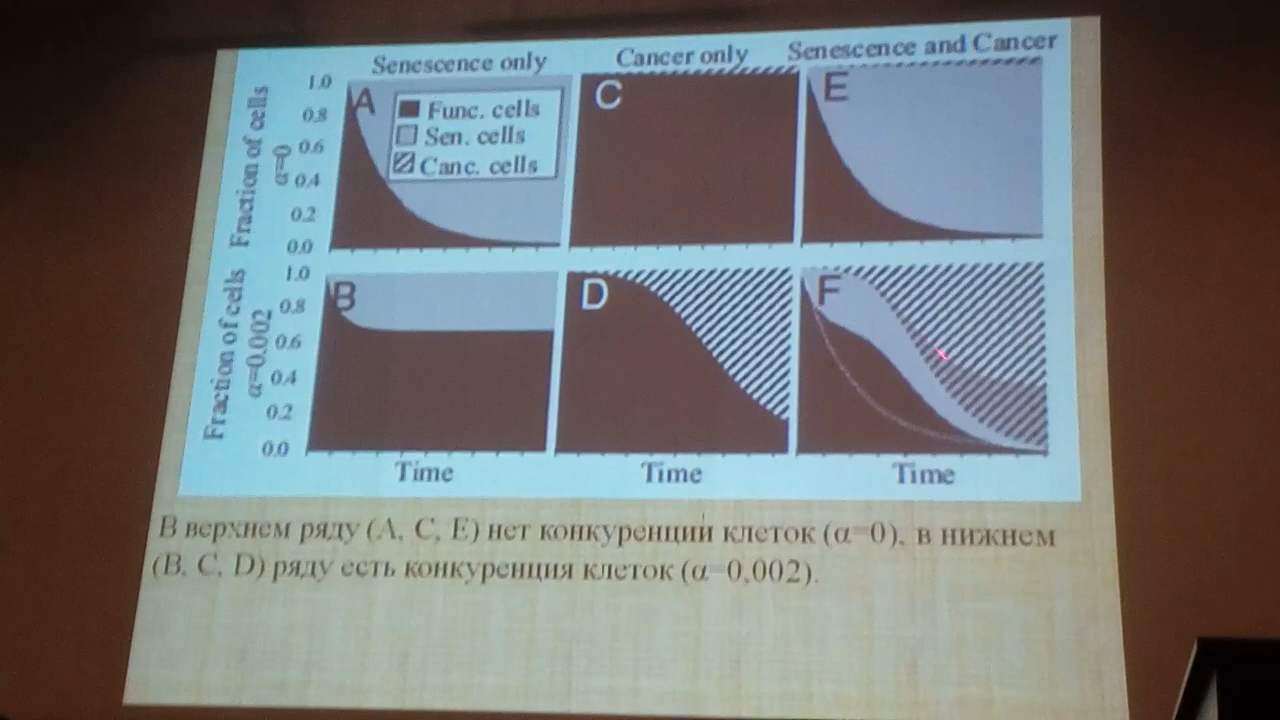 Senescence only Cancer only Senescence and Cancer
Fraction of cells
α=0
1.0
0.8
0.6
0.4
0.2
0.0
A
Func. cells
Sen. cells
Canc. cells
C
E
Fraction of cells
α=0.002
1.0
0.8
0.6
0.4
0.2
0.0
B
D
F
Time Time Time
В верхнем ряду (A, C, E) нет конкуренций клеток (α=0), в нижнем
(B, C, D) ряду есть конкуренция клеток (α=0,002).